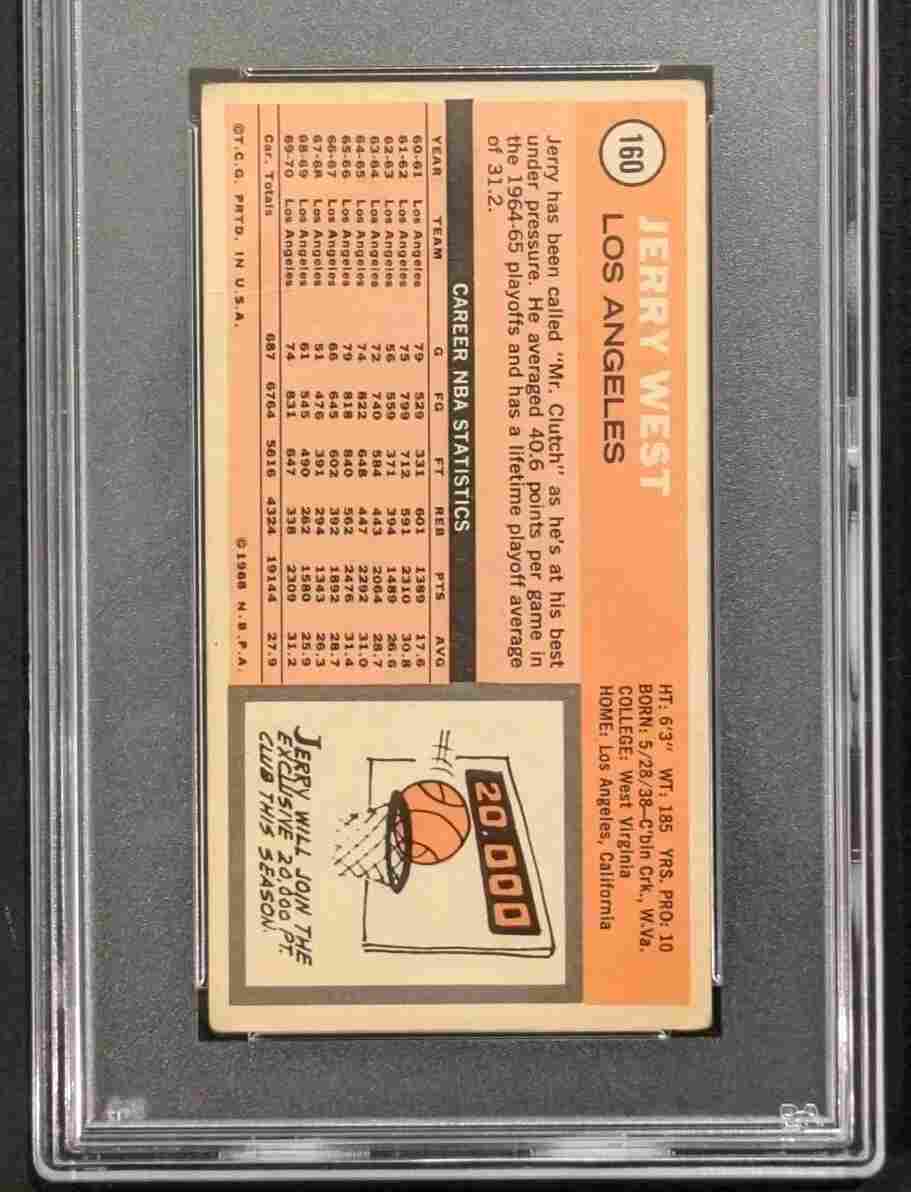 160
JERRY WEST
LOS ANGELES
HT: 6'3" WT: 185 YRS. PRO: 10
BORN: 5/28/38—C'bin Crk., W.Va.
COLLEGE: West Virginia
HOME: Los Angeles, California
Jerry has been called "Mr. Clutch" as he's at his best
under pressure. He averaged 40.6 points per game in
the 1964-65 playoffs and has a lifetime playoff average
of 31.2.
CAREER NBA STATISTICS
YEAR TEAM G FG FT REB PTS AVG
60-61 Los Angeles 79 529 331 601 1389 17.6
61-62 Los Angeles 75 799 712 591 2310 30.8
62-63 Los Angeles 56 559 371 394 1489 26.6
63-64 Los Angeles 72 740 584 443 2064 28.7
64-65 Los Angeles 74 822 648 447 2292 31.0
65-66 Los Angeles 79 818 840 562 2476 31.4
66-67 Los Angeles 66 645 602 392 1892 28.7
67-68 Los Angeles 51 476 391 294 1343 26.3
68-69 Los Angeles 61 545 490 262 1580 25.9
69-70 Los Angeles 74 831 647 338 2309 31.2
Car. Totals 687 6764 5616 4324 19144 27.9
©T.C.G. PRTD. IN U.S.A. ©1968 N.B.P.A.
20,000
JERRY WILL JOIN THE
EXCLUSIVE 20,000 PT.
CLUB THIS SEASON.